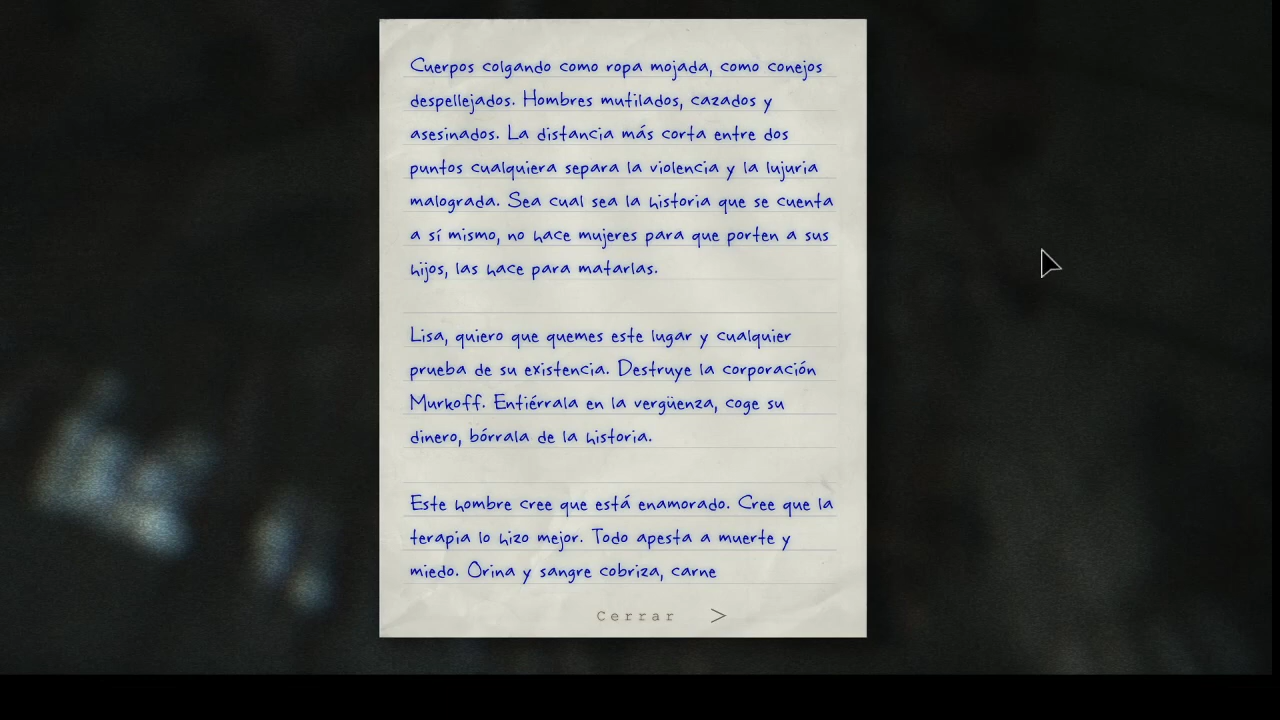 Cuerpos colgando como ropa mojada, como conejos
despellejados. Hombres mutilados, cazados y
asesinados. La distancia más corta entre dos
puntos cualquiera separa la violencia y la lujuria
malograda. Sea cual sea la historia que se cuenta
a sí mismo, no hace mujeres para que porten a sus
hijos, las hace para matarlas.
Lisa, quiero que quemes este lugar y cualquier
prueba de su existencia. Destruye la corporación
Murkoff. Entiérrala en la vergüenza, coge su
dinero, bórrala de la historia.
Este hombre cree que está enamorado. Cree que la
terapia lo hizo mejor. Todo apesta a muerte y
miedo. Orina y sangre cobriza, carne
Cerrar >